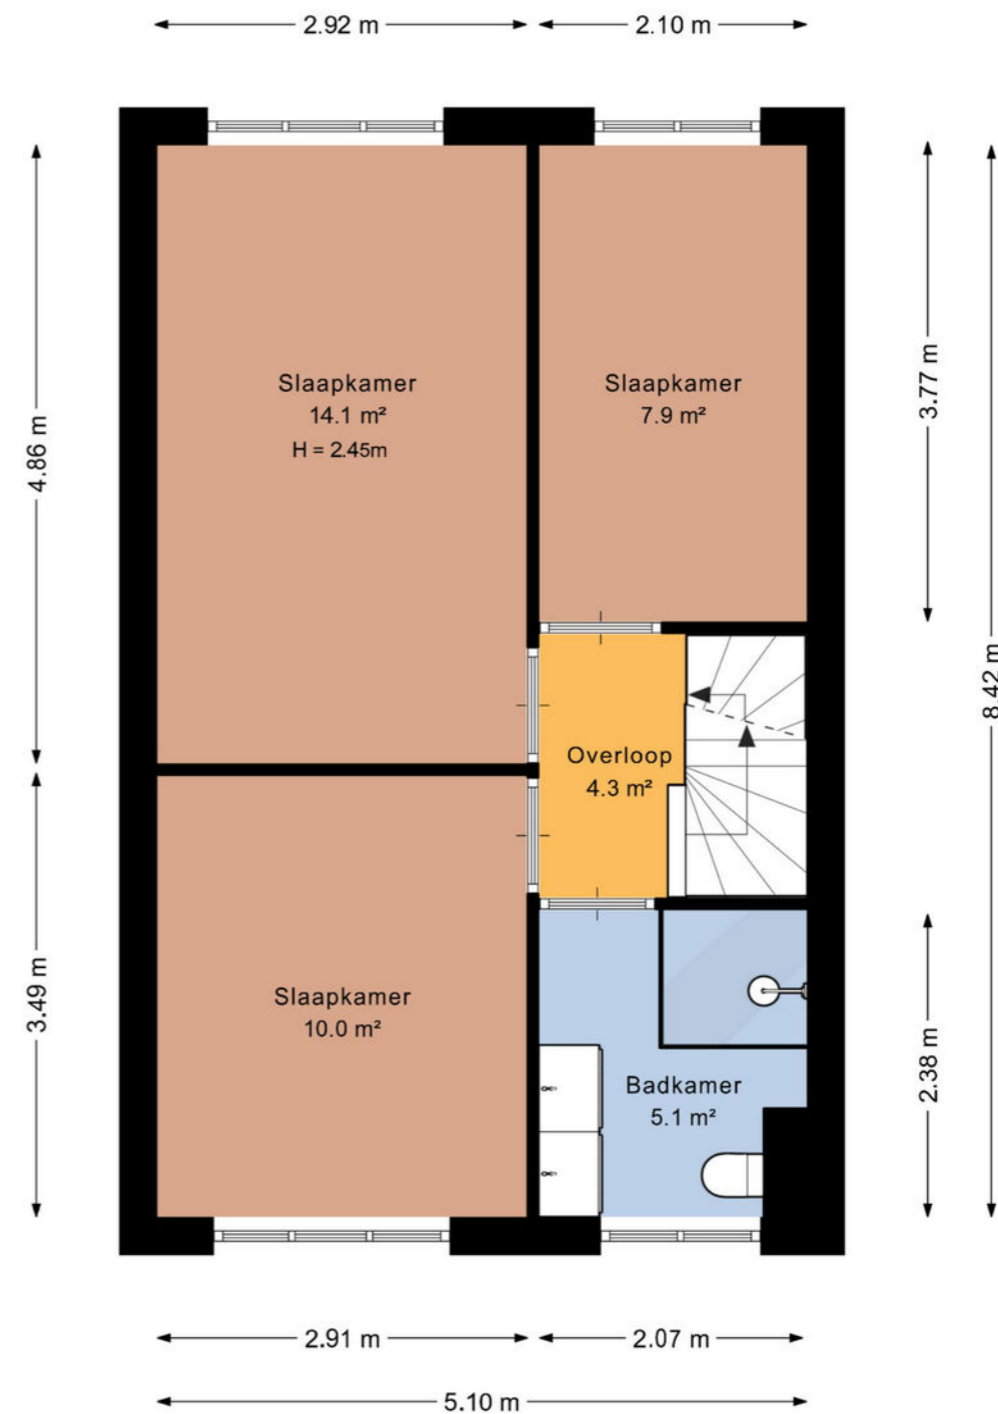 2.92 m
2.10 m
4.86 m
3.77 m
8.42 m
Slaapkamer
14.1 m²
H = 2.45m
Slaapkamer
7.9 m²
Overloop
4.3 m²
3.49 m
2.38 m
Slaapkamer
10.0 m²
Badkamer
5.1 m²
2.91 m
2.07 m
5.10 m